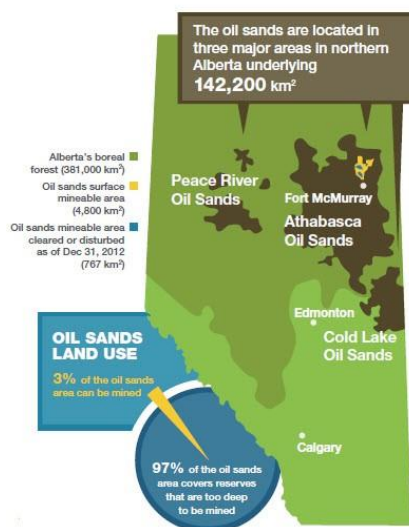 The oil sands are located in
three major areas in northern
Alberta underlying
142,200 km²
Alberta's boreal
forest (381,000 km²)
Oil sands surface
mineable area
(4,800 km²)
Oil sands mineable area
cleared or disturbed
as of Dec 31, 2012
(767 km²)
Peace River
Oil Sands
Fort McMurray
Athabasca
Oil Sands
Edmonton
Cold Lake
Oil Sands
Calgary
OIL SANDS
LAND USE
3% of the oil sands
area can be mined
97% of the oil sands
area covers reserves
that are too deep
to be mined